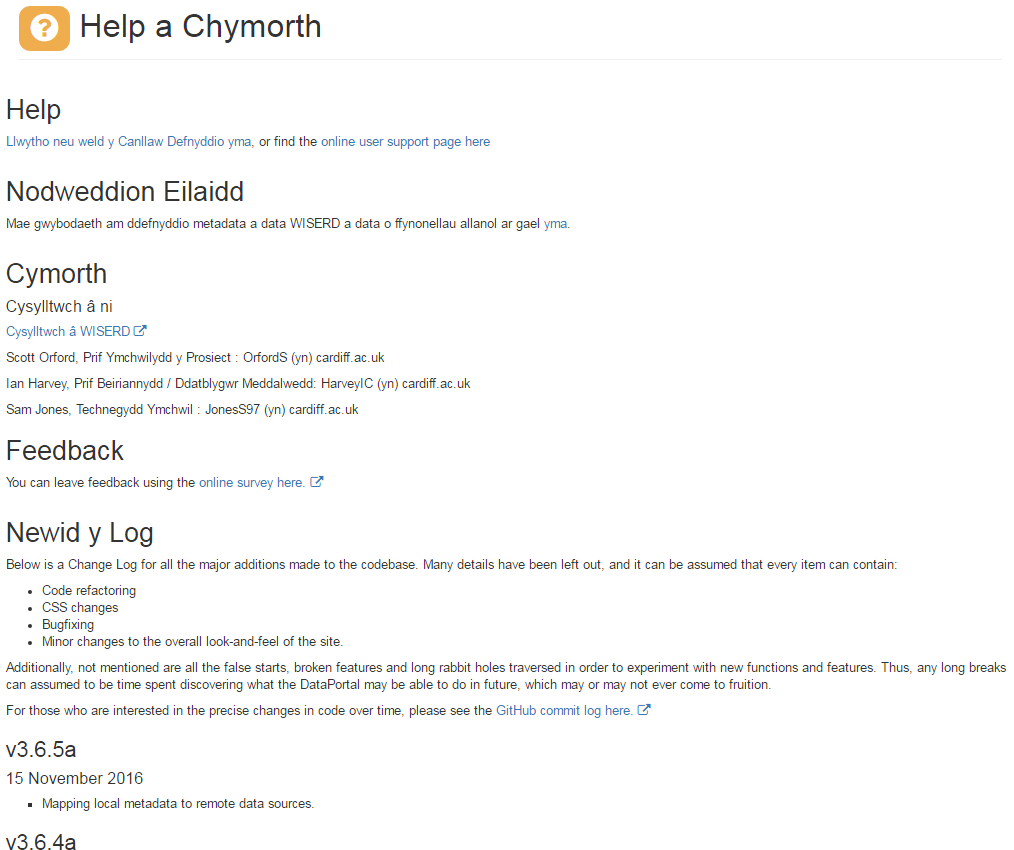 Help a Chymorth
Help
Llwytho neu weld y Canllaw Defnyddio yma, or find the online user support page here
Nodweddion Eilaidd
Mae gwybodaeth am ddefnyddio metadata a data WISERD a data o ffynonellau allanol ar gael yma.
Cymorth
Cysylltwch â ni
Cysylltwch â WISERD
Scott Orford, Prif Ymchwilydd y Prosiect : OrfordS (yn) cardiff.ac.uk
Ian Harvey, Prif Beiriannydd / Ddatblygwr Meddalwedd: HarveyIC (yn) cardiff.ac.uk
Sam Jones, Technegydd Ymchwil : JonesS97 (yn) cardiff.ac.uk
Feedback
You can leave feedback using the online survey here.
Newid y Log
Below is a Change Log for all the major additions made to the codebase. Many details have been left out, and it can be assumed that every item can contain:
• Code refactoring
• CSS changes
• Bugfixing
• Minor changes to the overall look-and-feel of the site.
Additionally, not mentioned are all the false starts, broken features and long rabbit holes traversed in order to experiment with new functions and features. Thus, any long breaks
can assumed to be time spent discovering what the DataPortal may be able to do in future, which may or may not ever come to fruition.
For those who are interested in the precise changes in code over time, please see the GitHub commit log here.
v3.6.5a
15 November 2016
▪ Mapping local metadata to remote data sources.
v3.6.4a